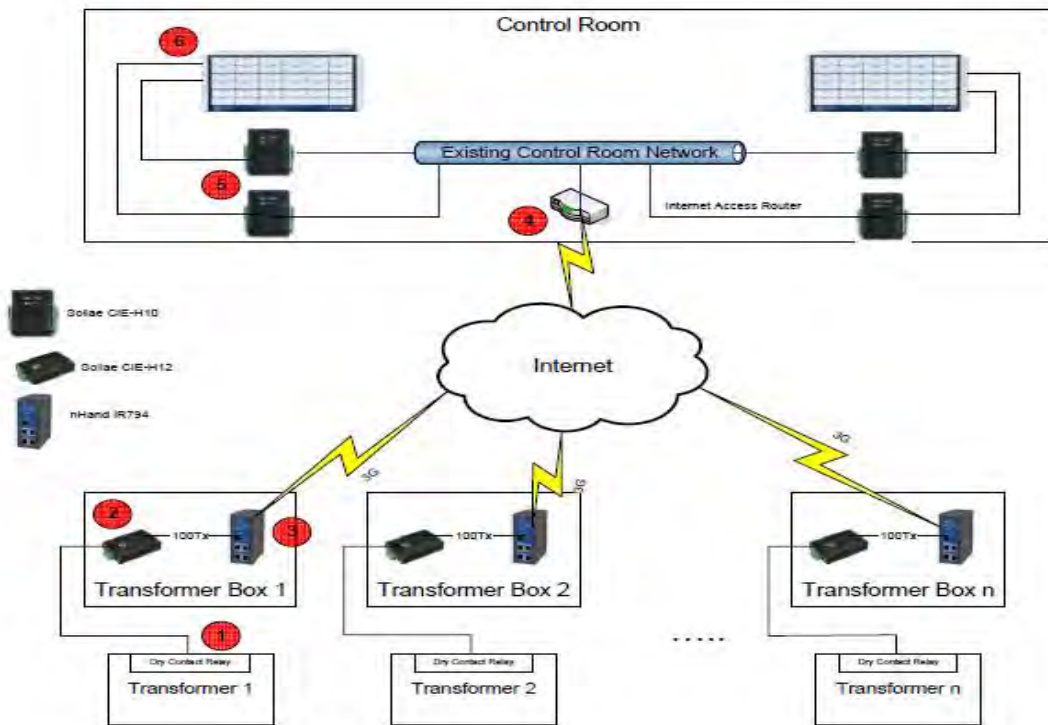 Control Room
6
Existing Control Room Network
5
4
Internet Access Router
Sollae CIE-H10
Sollae CIE-H12
nHand IR794
Internet
3G
3G
3G
2
100Tx
3
100Tx
100Tx
Transformer Box 1
Transformer Box 2
Transformer Box n
1
. . . . .
Dry Contact Relay
Dry Contact Relay
Dry Contact Relay
Transformer 1
Transformer 2
Transformer n